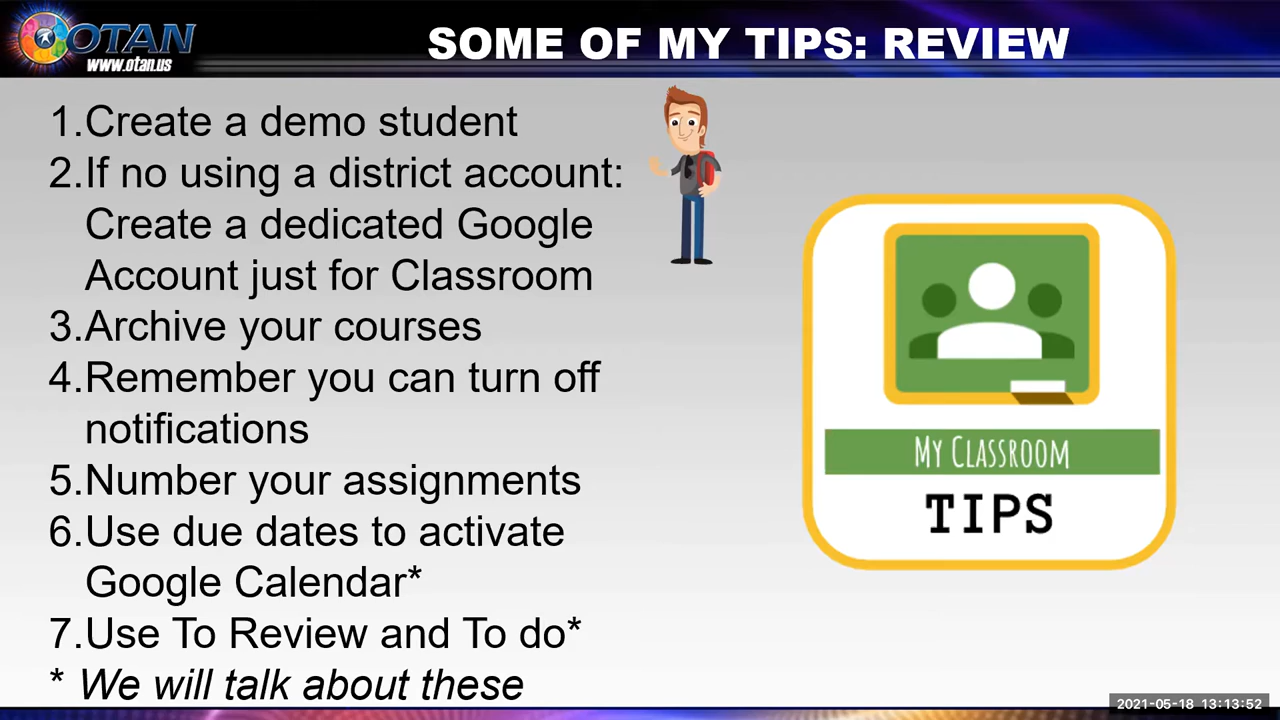 OTAN
www.otan.us
SOME OF MY TIPS: REVIEW
1.Create a demo student
2.If no using a district account:
Create a dedicated Google
Account just for Classroom
3.Archive your courses
4.Remember you can turn off
notifications
5.Number your assignments
6.Use due dates to activate
Google Calendar*
7.Use To Review and To do*
* We will talk about these
My Classroom
TIPS
2021-05-18 13:13:52